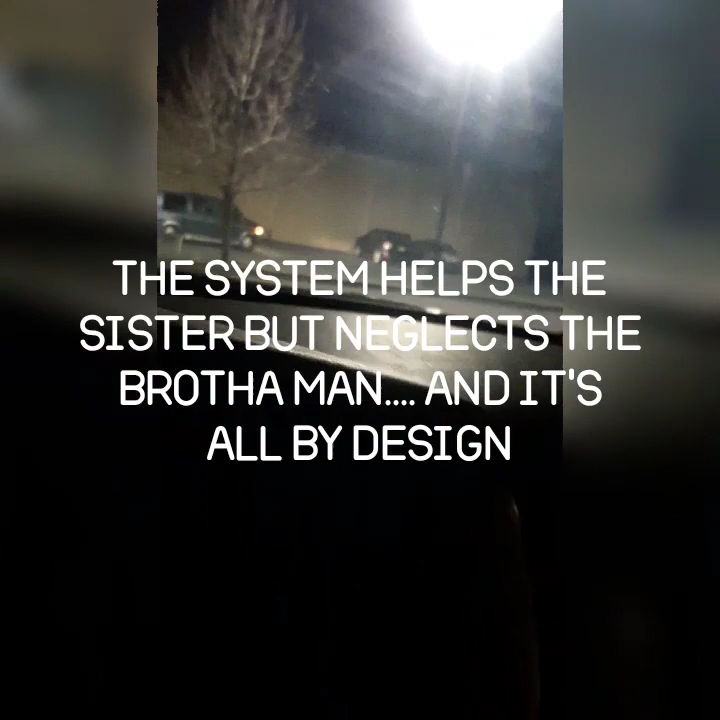 THE SYSTEM HELPS THE
SISTER BUT NEGLECTS THE
BROTHA MAN.... AND IT'S
ALL BY DESIGN